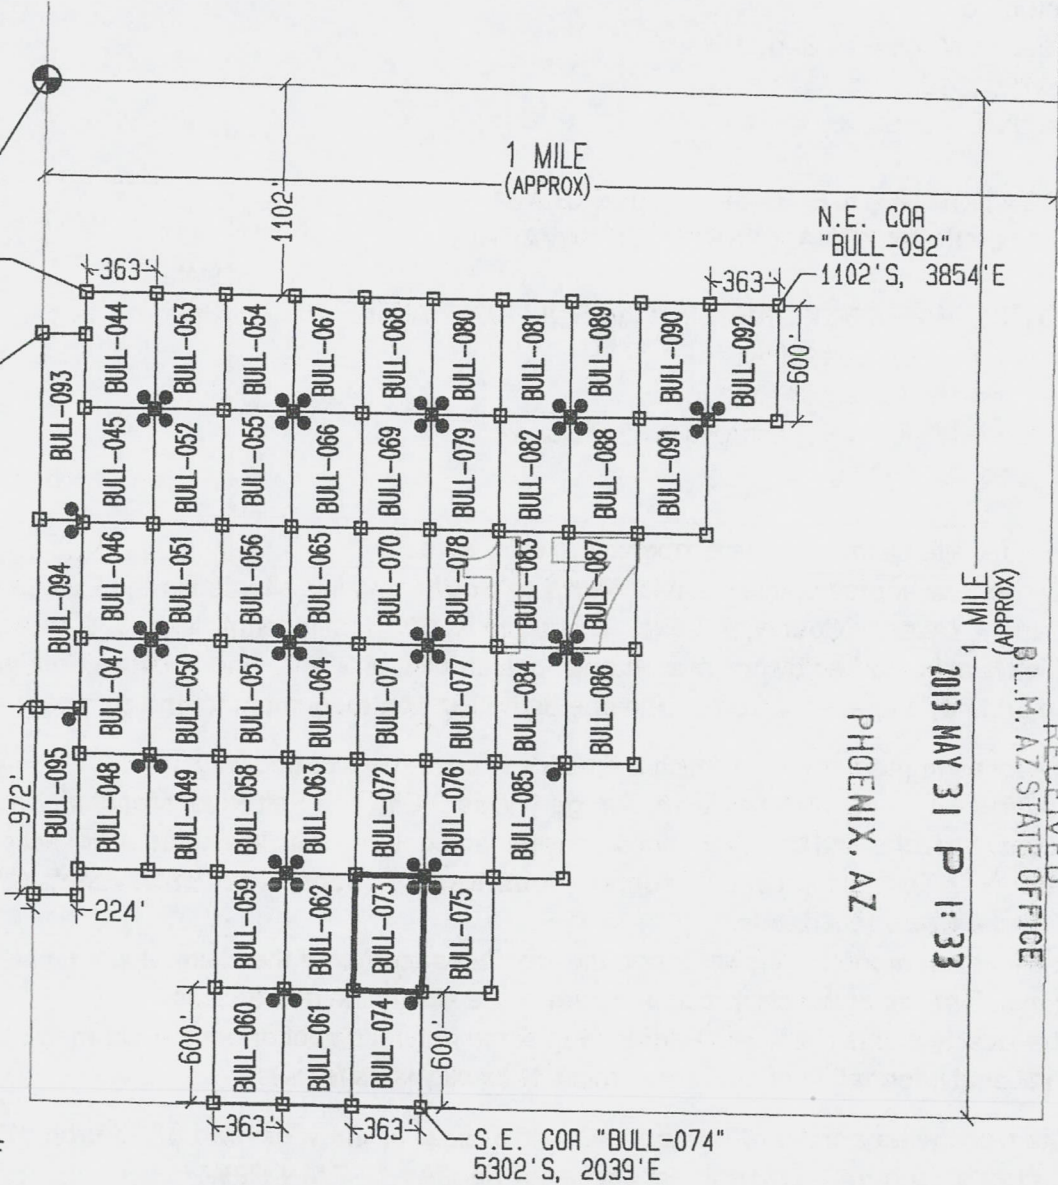 1 MILE
(APPROX)
1102'
N.E. COR
"BULL-092"
1102'S, 3854'E
363'
363'
600'
BULL-044
BULL-053
BULL-054
BULL-067
BULL-068
BULL-080
BULL-081
BULL-089
BULL-090
BULL-092
BULL-093
BULL-045
BULL-052
BULL-055
BULL-066
BULL-069
BULL-079
BULL-082
BULL-088
BULL-091
BULL-094
BULL-046
BULL-051
BULL-056
BULL-065
BULL-070
BULL-078
BULL-083
BULL-087
BULL-047
BULL-050
BULL-057
BULL-064
BULL-071
BULL-077
BULL-084
BULL-086
BULL-095
BULL-048
BULL-049
BULL-058
BULL-063
BULL-072
BULL-076
BULL-085
972'
224'
BULL-059
BULL-062
BULL-073
BULL-075
600'
BULL-060
BULL-061
BULL-074
600'
363'
363'
S.E. COR "BULL-074"
5302'S, 2039'E
1 MILE
(APPROX)
RECEIVED
B.L.M. AZ STATE OFFICE
2013 MAY 31 P 1:33
PHOENIX, AZ